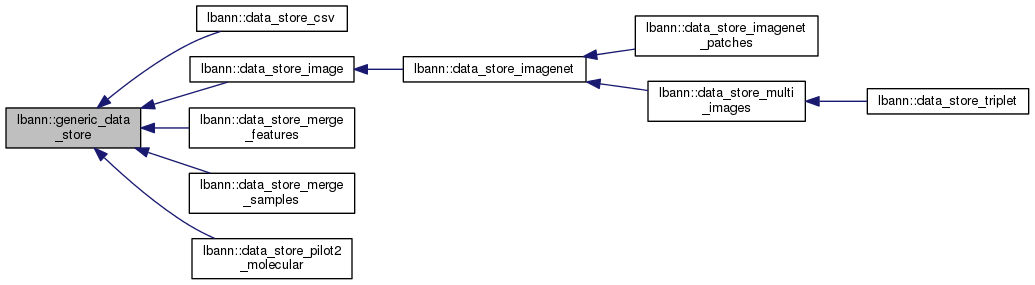 lbann::generic_data
_store
lbann::data_store_csv
lbann::data_store_image
lbann::data_store_merge
_features
lbann::data_store_merge
_samples
lbann::data_store_pilot2
_molecular
lbann::data_store_imagenet
lbann::data_store_imagenet
_patches
lbann::data_store_multi
_images
lbann::data_store_triplet